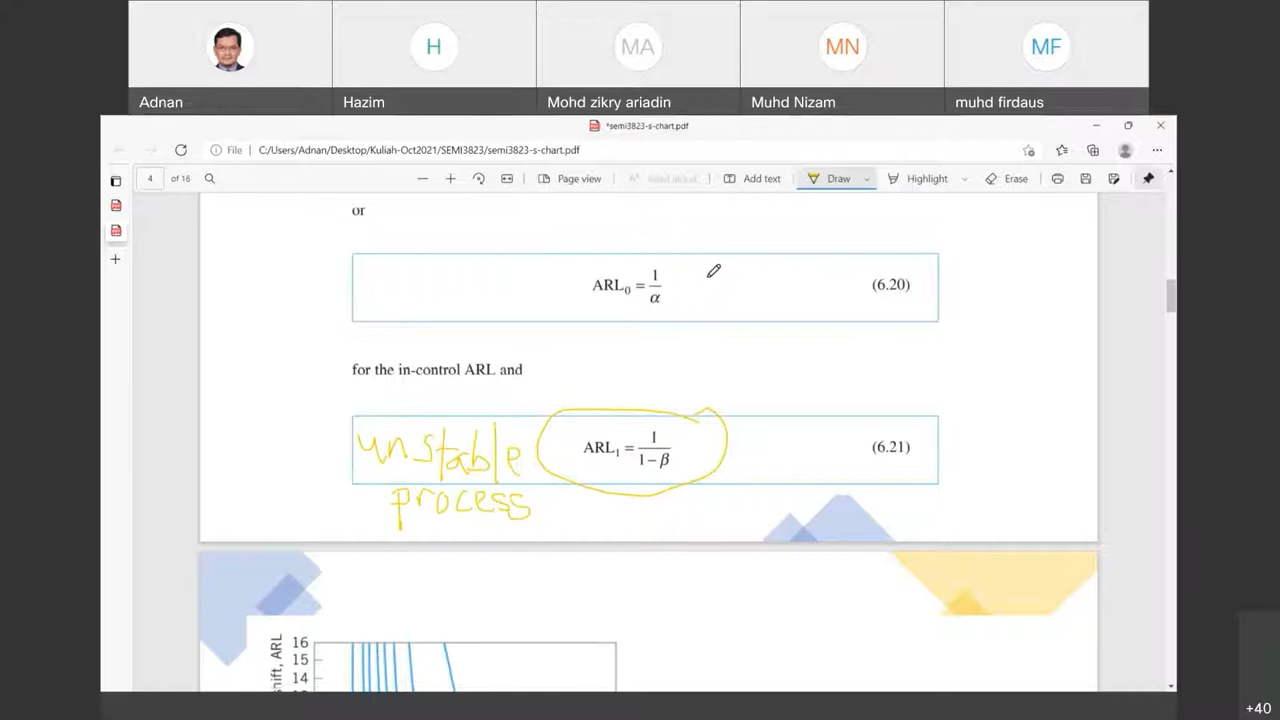 H
MA
MN
MF
Adnan
Hazim
Mohd zikry ariadin
Muhd Nizam
muhd firdaus
*semi3823-s-chart.pdf
File
C:/Users/Adnan/Desktop/Kuliah-Oct2021/SEMI3823/semi3823-s-chart.pdf
4 of 16
Page view
Read aloud
Add text
Draw
Highlight
Erase
or
ARL₀ = 1/α (6.20)
for the in-control ARL and
unstable
ARL₁ = 1/(1 − β) (6.21)
process
shift, ARL
16
15
14
+40